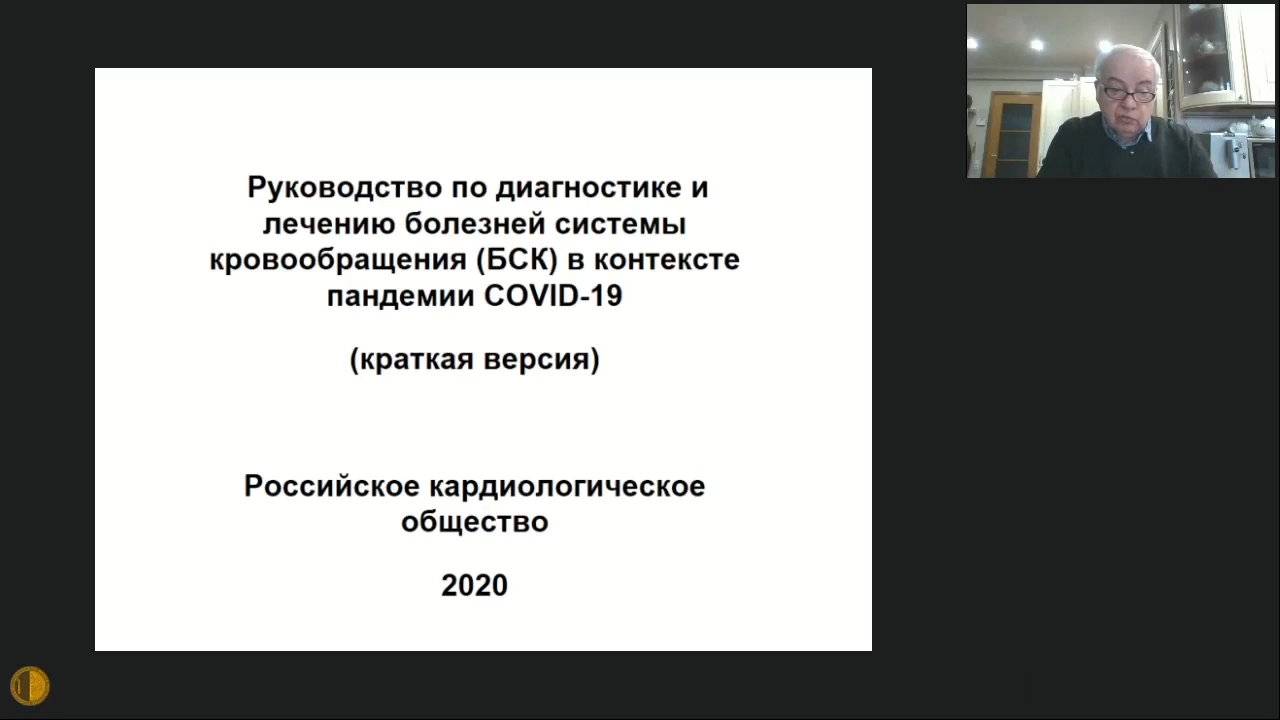 Руководство по диагностике и
лечению болезней системы
кровообращения (БСК) в контексте
пандемии COVID-19
(краткая версия)
Российское кардиологическое
общество
2020